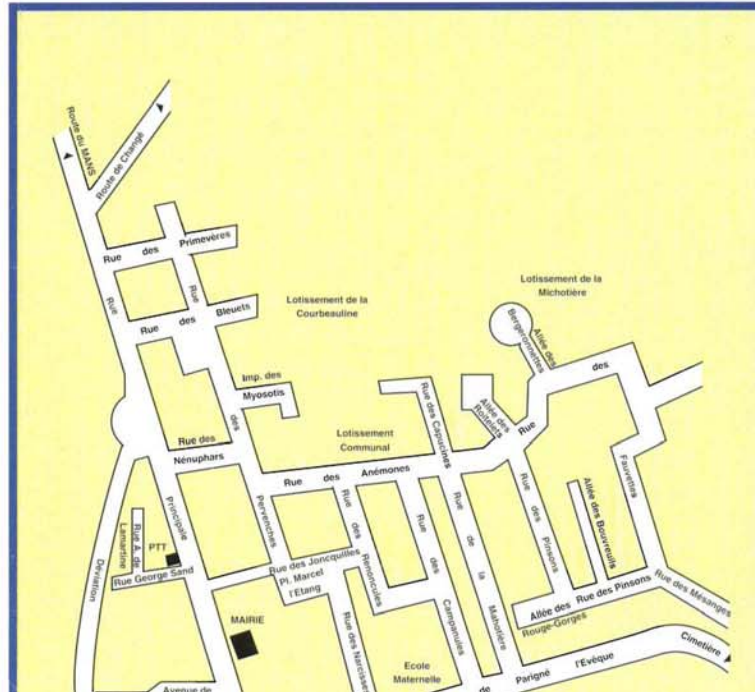 Route du MANS
Route de Changé
Rue des Primevères
Rue
Rue
Rue des Bleuets
Lotissement de la
Courbeauline
Lotissement de la
Michotière
Allée des
Bergeronnettes
Imp. des
Myosotis
des
des
Rue des Capucines
Allée des
Roitelets
Rue
Rue des
Nénuphars
Lotissement
Communal
Rue des Anémones
Fauvettes
Principale
Pervenches
Rue des Renoncules
Rue des Campanules
Rue de la Mahotière
Rue des Pinsons
Allée des Bouvreuils
Déviation
Rue A. de
Lamartine
PTT
Rue George Sand
Rue des Joncquilles
Pl. Marcel
l'Etang
Rue des Pinsons
Rue des Mésanges
Allée des
Rouge-Gorges
MAIRIE
Rue des Narcisses
Ecole
Maternelle
de Parigné l'Evêque
Cimetière
Avenue de